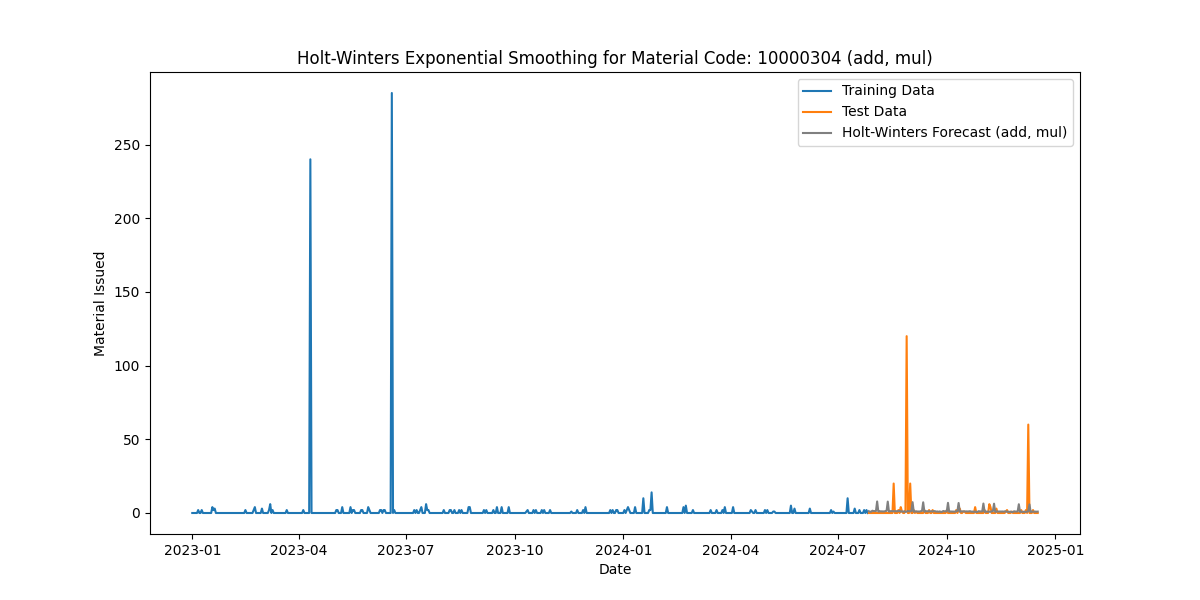 Holt-Winters Exponential Smoothing for Material Code: 10000304 (add, mul)
Training Data
Test Data
Holt-Winters Forecast (add, mul)
Material Issued
250
200
150
100
50
0
2023-01
2023-04
2023-07
2023-10
2024-01
2024-04
2024-07
2024-10
2025-01
Date